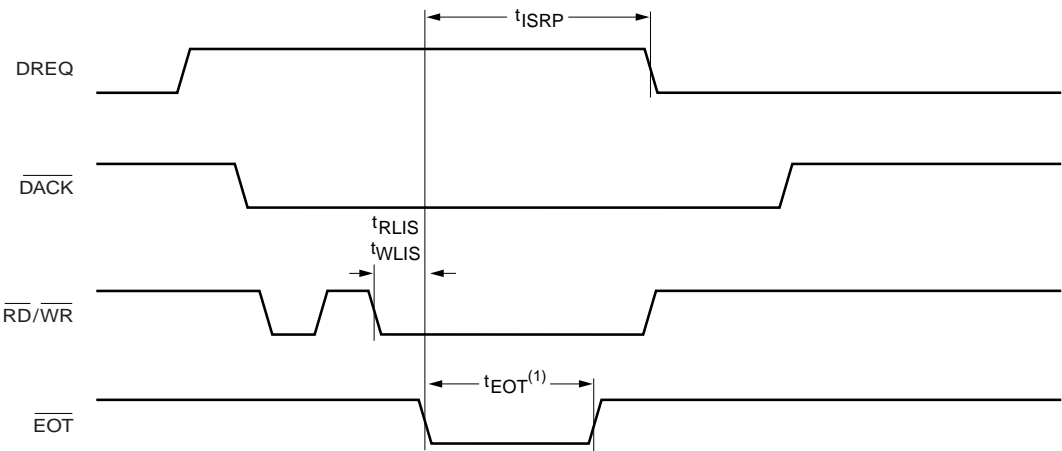 tISRP
DREQ
DACK
tRLIS
tWLIS
RD/WR
tEOT(1)
EOT